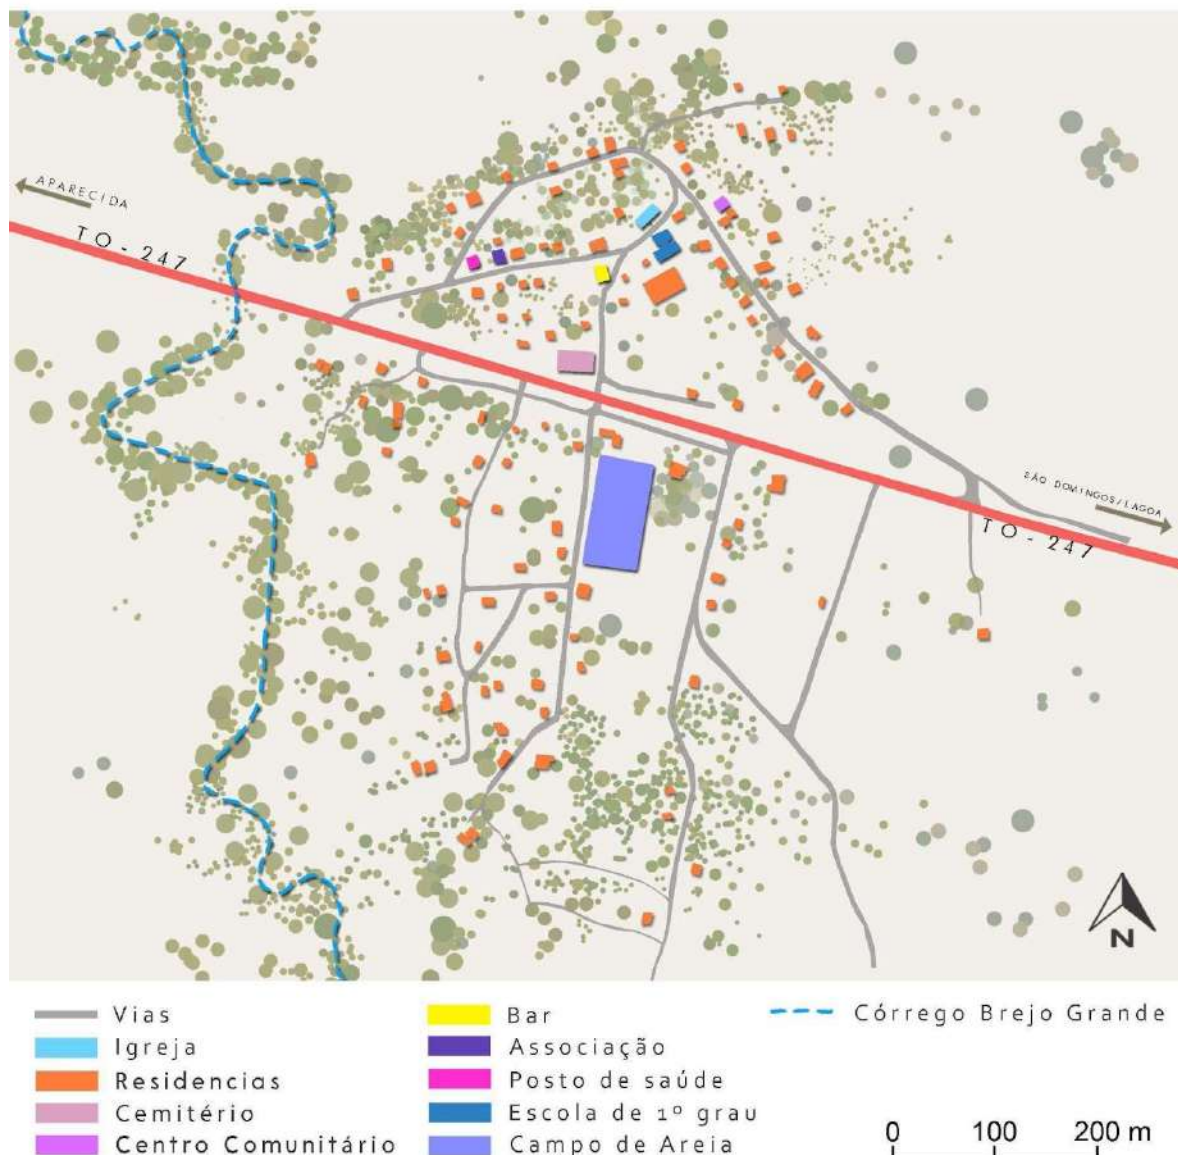 APARECIDA
TO - 247
SÃO DOMINGOS/LAGOA
TO - 247
N
Vias
Igreja
Residencias
Cemitério
Centro Comunitário
Bar
Associação
Posto de saúde
Escola de 1º grau
Campo de Areia
Córrego Brejo Grande
0 100 200 m